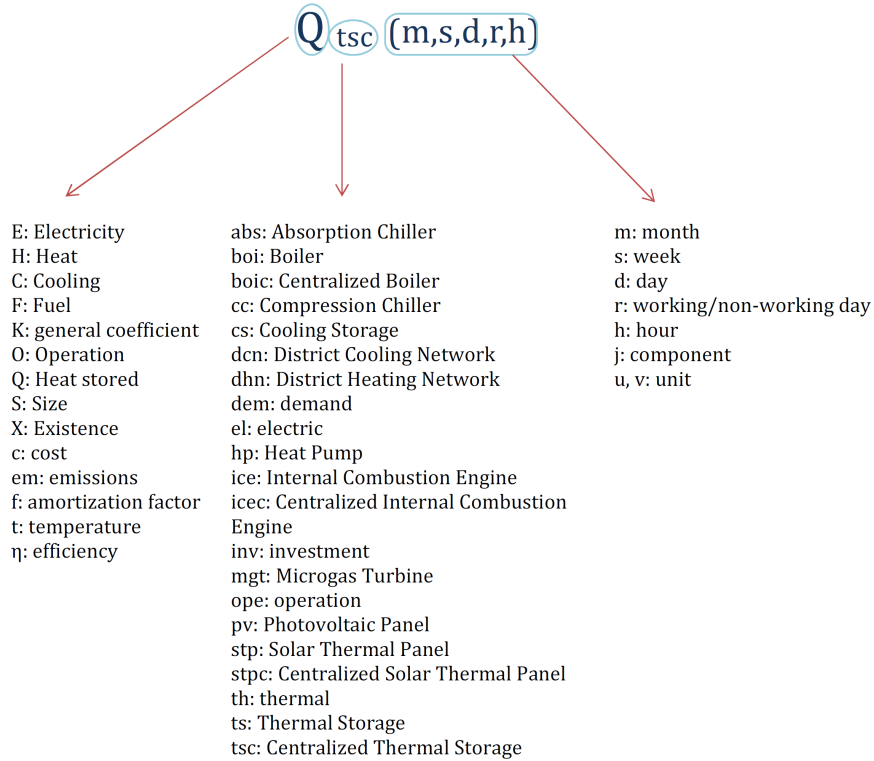 Q tsc (m,s,d,r,h)
E: Electricity
H: Heat
C: Cooling
F: Fuel
K: general coefficient
O: Operation
Q: Heat stored
S: Size
X: Existence
c: cost
em: emissions
f: amortization factor
t: temperature
η: efficiency
abs: Absorption Chiller
boi: Boiler
boic: Centralized Boiler
cc: Compression Chiller
cs: Cooling Storage
dcn: District Cooling Network
dhn: District Heating Network
dem: demand
el: electric
hp: Heat Pump
ice: Internal Combustion Engine
icec: Centralized Internal Combustion
Engine
inv: investment
mgt: Microgas Turbine
ope: operation
pv: Photovoltaic Panel
stp: Solar Thermal Panel
stpc: Centralized Solar Thermal Panel
th: thermal
ts: Thermal Storage
tsc: Centralized Thermal Storage
m: month
s: week
d: day
r: working/non-working day
h: hour
j: component
u, v: unit